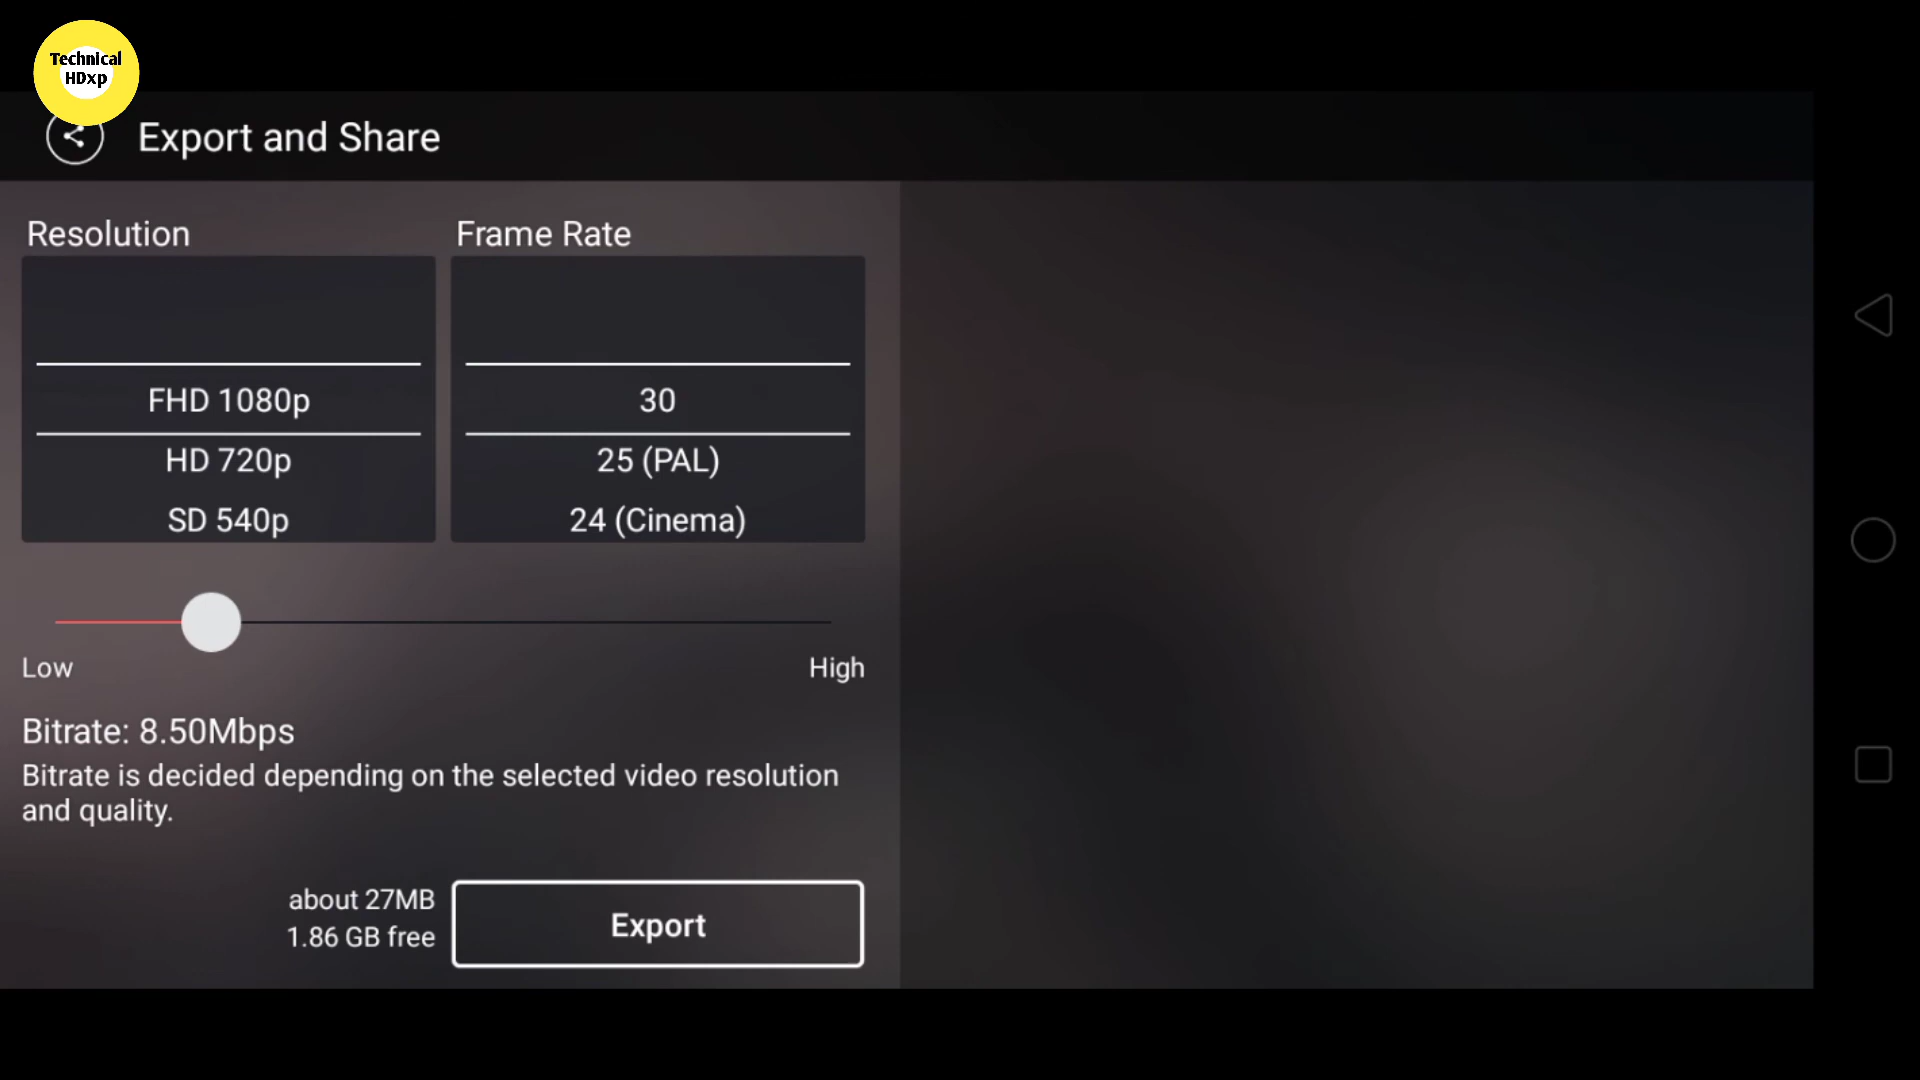 Technical
HDxp
Export and Share
Resolution
Frame Rate
FHD 1080p
30
HD 720p
25 (PAL)
SD 540p
24 (Cinema)
Low
High
Bitrate: 8.50Mbps
Bitrate is decided depending on the selected video resolution
and quality.
about 27MB
1.86 GB free
Export